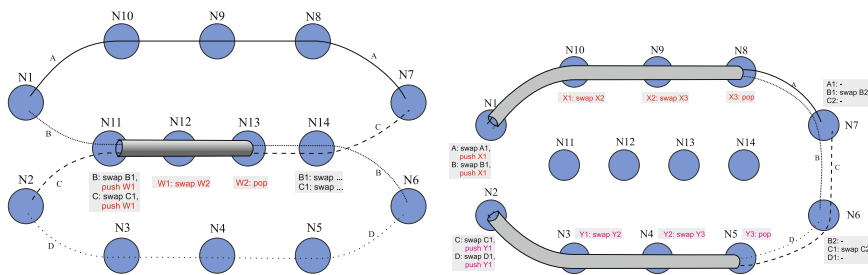 N10
N9
N8
A
A
N1
N7
B
C
N11
N12
N13
N14
B: swap B1,
push W1
C: swap C1,
push W1
W1: swap W2
W2: pop
B1: swap ...
C1: swap ...
N2
C
B
N6
D
D
N3
N4
N5
N10
N9
N8
X1: swap X2
X2: swap X3
X3: pop
A
A1: -
B1: swap B2
C2: -
N1
N7
A: swap A1,
push X1
B: swap B1,
push X1
N11
N12
N13
N14
B
C
N2
N6
C: swap C1,
push Y1
D: swap D1,
push Y1
N3
Y1: swap Y2
N4
Y2: swap Y3
N5
Y3: pop
D
B2: -
C1: swap C2
D1: -